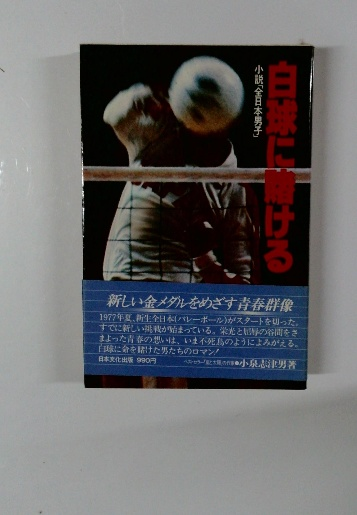 白球に賭ける
小説「全日本男子」
新しい金メダルをめざす青春群像
1977年夏、新生全日本(バレーボール)がスタートを切った。
すでに新しい挑戦が始まっている。栄光と屈辱の谷間をさ
まよった青春の想いは、いま不死鳥のようによみがえる。
白球に命を賭けた男たちのロマン!
日本文化出版 990円
小泉志津男著